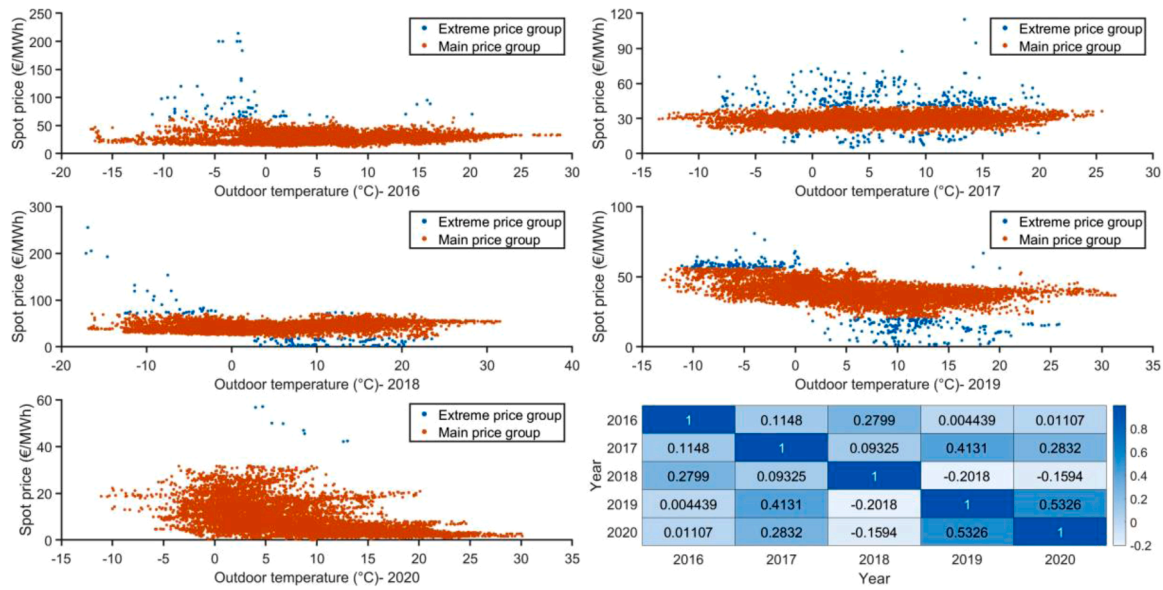 250
200
150
100
50
0
Spot price (€/MWh)
Extreme price group
Main price group
-20 -15 -10 -5 0 5 10 15 20 25 30
Outdoor temperature (°C)- 2016
120
90
60
30
0
Spot price (€/MWh)
Extreme price group
Main price group
-15 -10 -5 0 5 10 15 20 25 30
Outdoor temperature (°C)- 2017
300
200
100
0
Spot price (€/MWh)
Extreme price group
Main price group
-20 -10 0 10 20 30 40
Outdoor temperature (°C)- 2018
100
50
0
Spot price (€/MWh)
Extreme price group
Main price group
-15 -10 -5 0 5 10 15 20 25 30 35
Outdoor temperature (°C)- 2019
60
40
20
0
Spot price (€/MWh)
Extreme price group
Main price group
-15 -10 -5 0 5 10 15 20 25 30 35
Outdoor temperature (°C)- 2020
Year
2016 1 0.1148 0.2799 0.004439 0.01107
2017 0.1148 1 0.09325 0.4131 0.2832
2018 0.2799 0.09325 1 -0.2018 -0.1594
2019 0.004439 0.4131 -0.2018 1 0.5326
2020 0.01107 0.2832 -0.1594 0.5326 1
2016 2017 2018 2019 2020
Year
0.8
0.6
0.4
0.2
0
-0.2